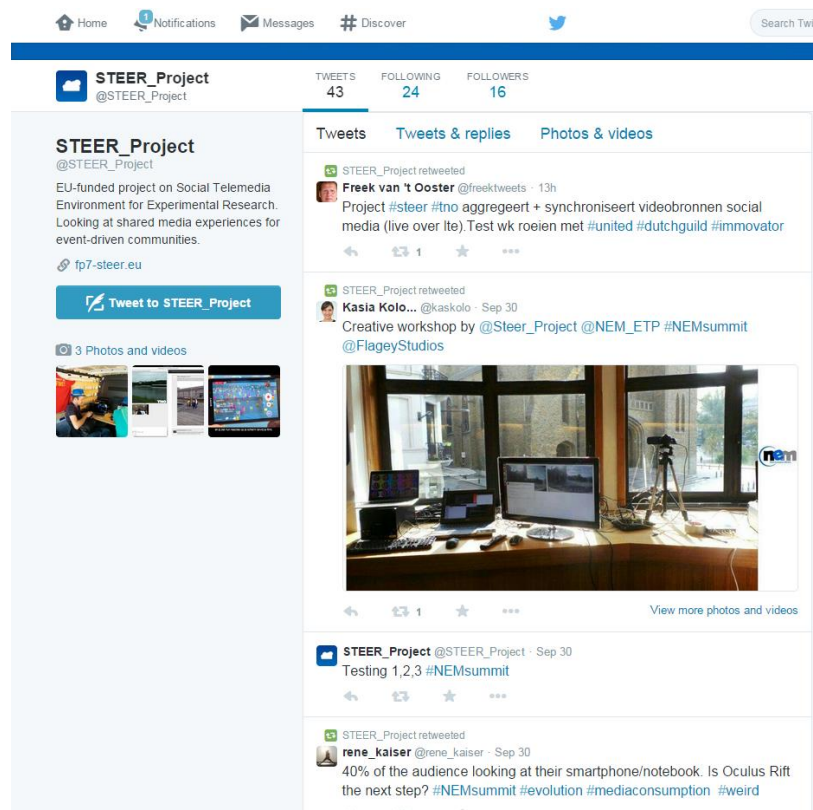 Home
1
Notifications
Messages
Discover
Search Twi
STEER_Project
@STEER_Project
TWEETS
FOLLOWING
FOLLOWERS
43
24
16
STEER_Project
@STEER_Project
EU-funded project on Social Telemedia
Environment for Experimental Research.
Looking at shared media experiences for
event-driven communities.
fp7-steer.eu
Tweet to STEER_Project
3 Photos and videos
Tweets
Tweets & replies
Photos & videos
STEER_Project retweeted
Freek van 't Ooster @freektweets · 13h
Project #steer #tno aggregeert + synchroniseert videobronnen social
media (live over lte).Test wk roeien met #united #dutchguild #immovator
1
STEER_Project retweeted
Kasia Kolo... @kaskolo · Sep 30
Creative workshop by @Steer_Project @NEM_ETP #NEMsummit
@FlageyStudios
nem
1
View more photos and videos
STEER_Project @STEER_Project · Sep 30
Testing 1,2,3 #NEMsummit
STEER_Project retweeted
rene_kaiser @rene_kaiser · Sep 30
40% of the audience looking at their smartphone/notebook. Is Oculus Rift
the next step? #NEMsummit #evolution #mediaconsumption #weird